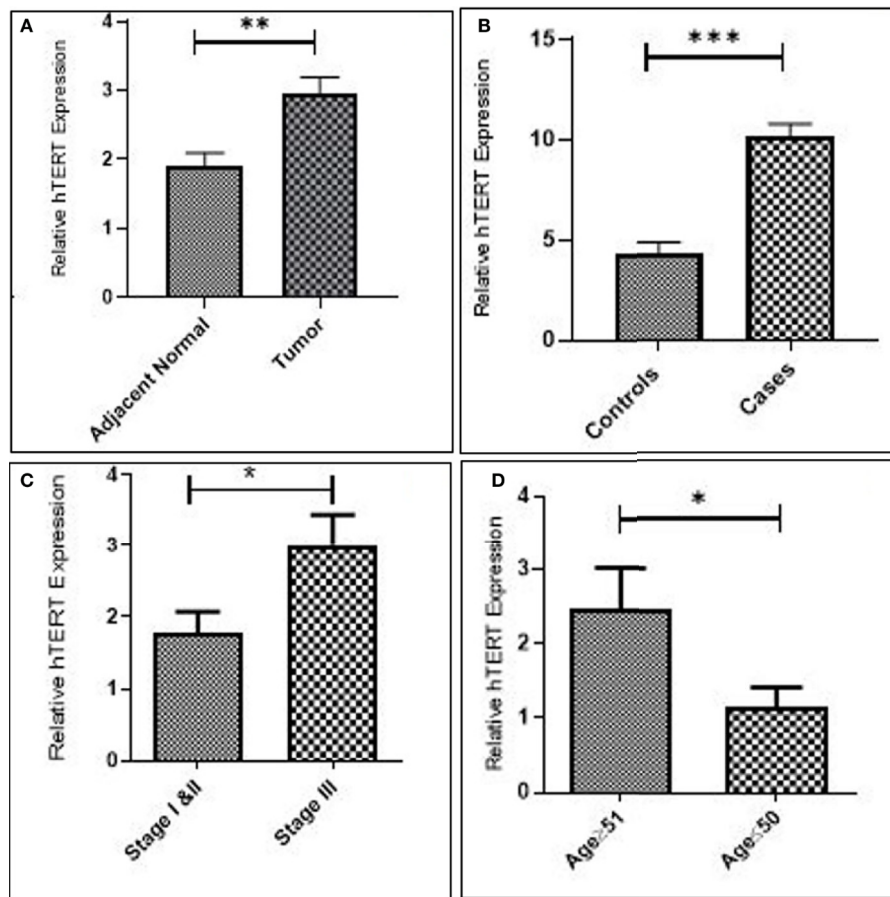 A
Relative hTERT Expression
4
3
2
1
0
**
Adjacent Normal
Tumor
B
Relative hTERT Expression
15
10
5
0
***
Controls
Cases
C
Relative hTERT Expression
4
3
2
1
0
*
Stage I &II
Stage III
D
Relative hTERT Expression
4
3
2
1
0
*
Age≥51
Age≤50